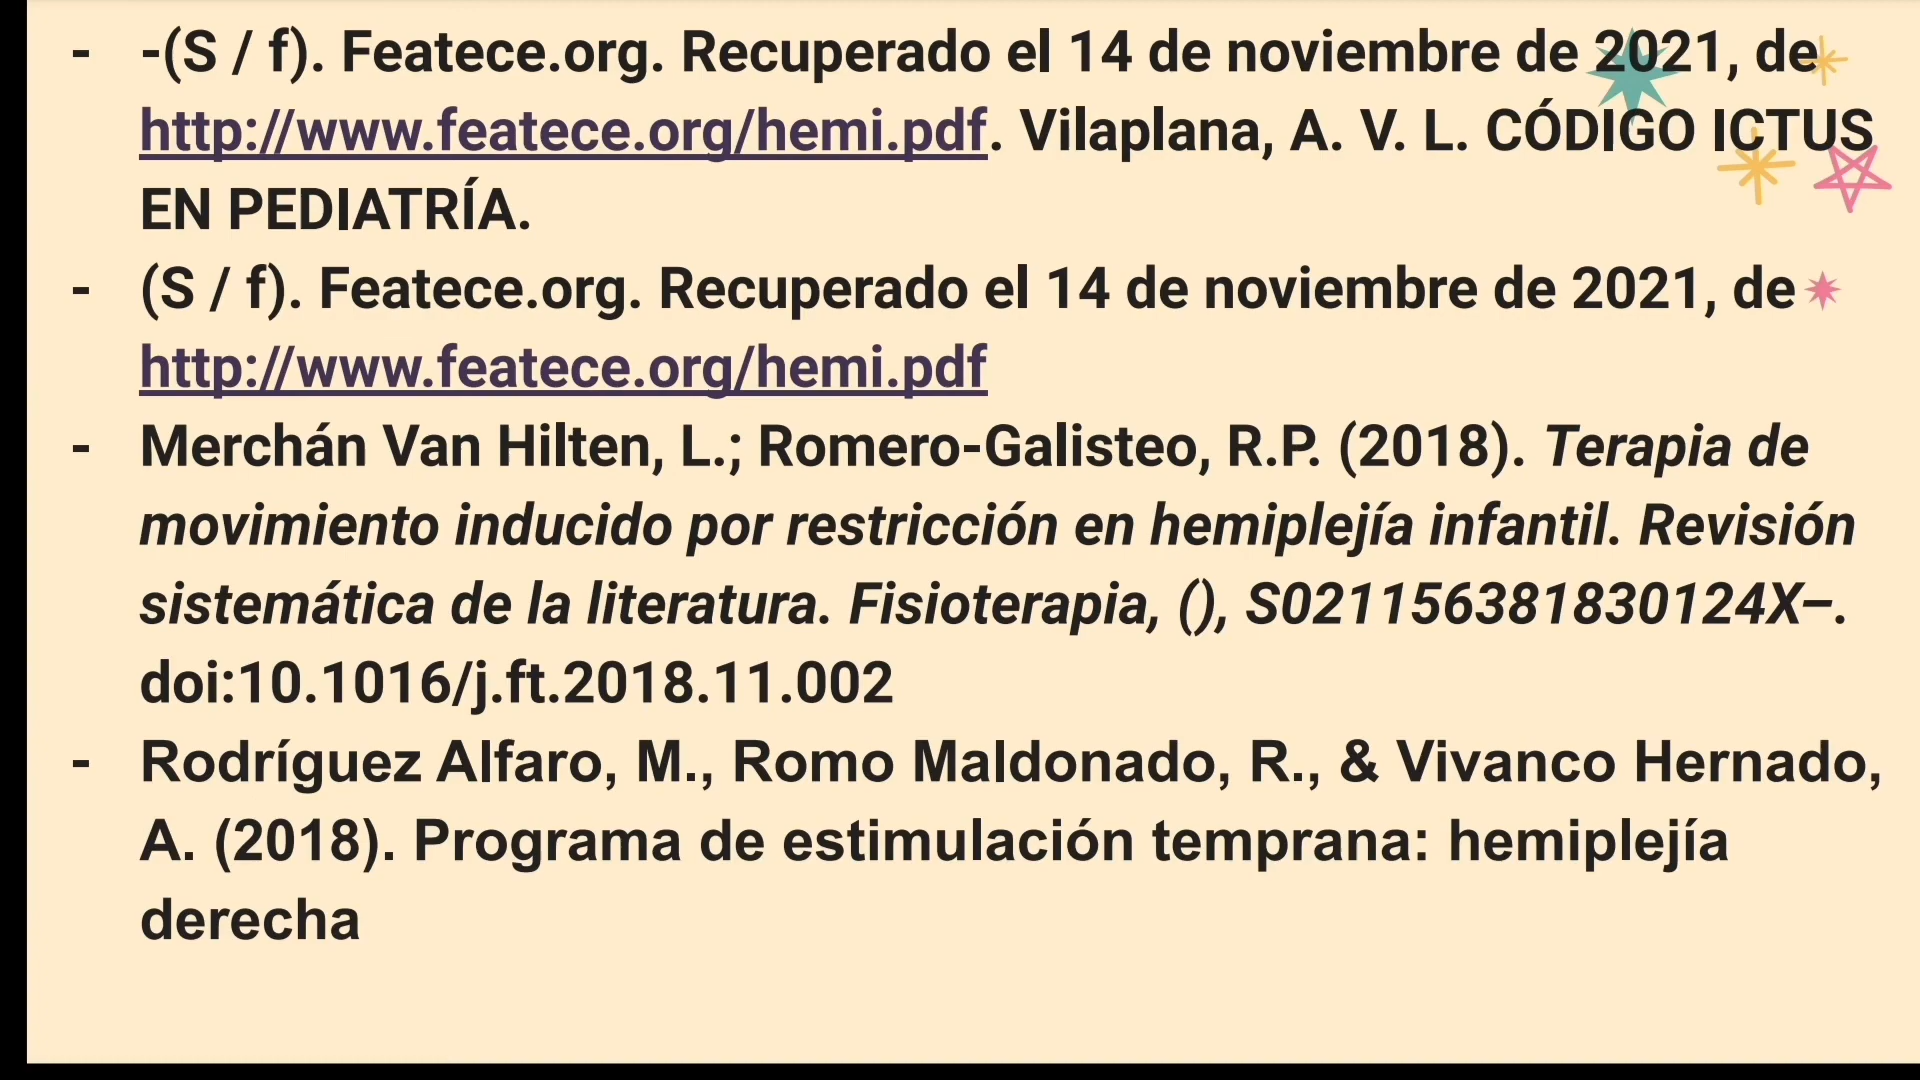 - -(S / f). Featece.org. Recuperado el 14 de noviembre de 2021, de
http://www.featece.org/hemi.pdf. Vilaplana, A. V. L. CÓDIGO ICTUS
EN PEDIATRÍA.
- (S / f). Featece.org. Recuperado el 14 de noviembre de 2021, de
http://www.featece.org/hemi.pdf
- Merchán Van Hilten, L.; Romero-Galisteo, R.P. (2018). Terapia de
movimiento inducido por restricción en hemiplejía infantil. Revisión
sistemática de la literatura. Fisioterapia, (), S021156381830124X–.
doi:10.1016/j.ft.2018.11.002
- Rodríguez Alfaro, M., Romo Maldonado, R., & Vivanco Hernado,
A. (2018). Programa de estimulación temprana: hemiplejía
derecha